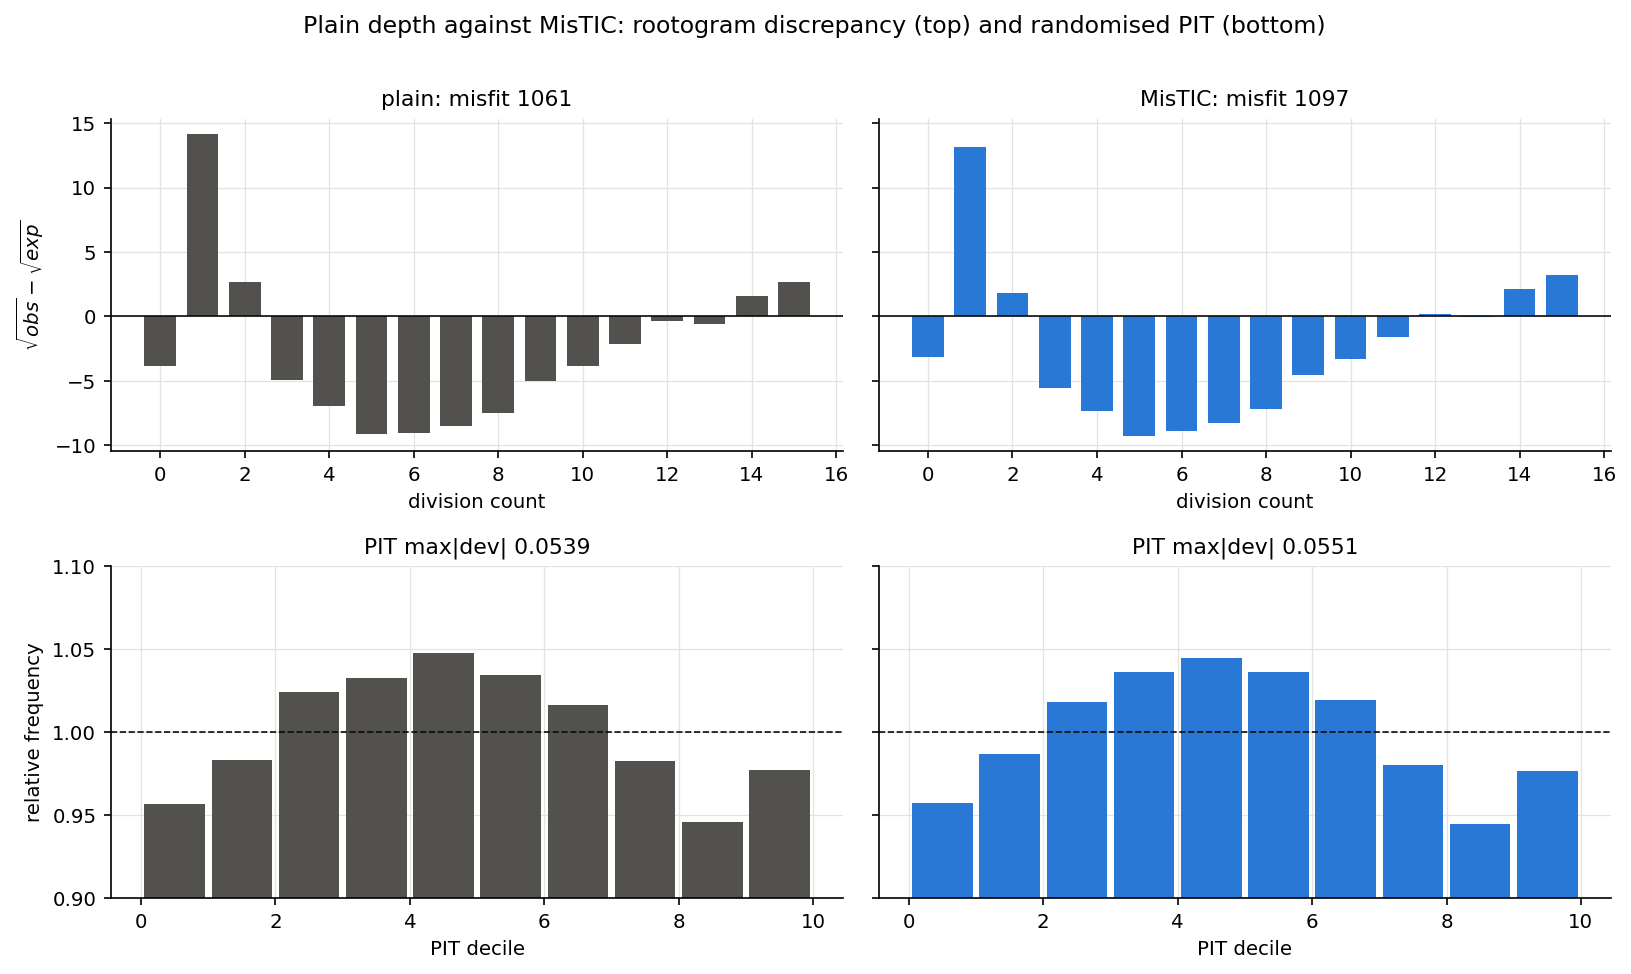 Plain depth against MisTIC: rootogram discrepancy (top) and randomised PIT (bottom)
plain: misfit 1061
MisTIC: misfit 1097
15
10
5
0
−5
−10
√obs − √exp
0 2 4 6 8 10 12 14 16
0 2 4 6 8 10 12 14 16
division count
division count
PIT max|dev| 0.0539
PIT max|dev| 0.0551
1.10
1.05
1.00
0.95
0.90
relative frequency
0 2 4 6 8 10
0 2 4 6 8 10
PIT decile
PIT decile